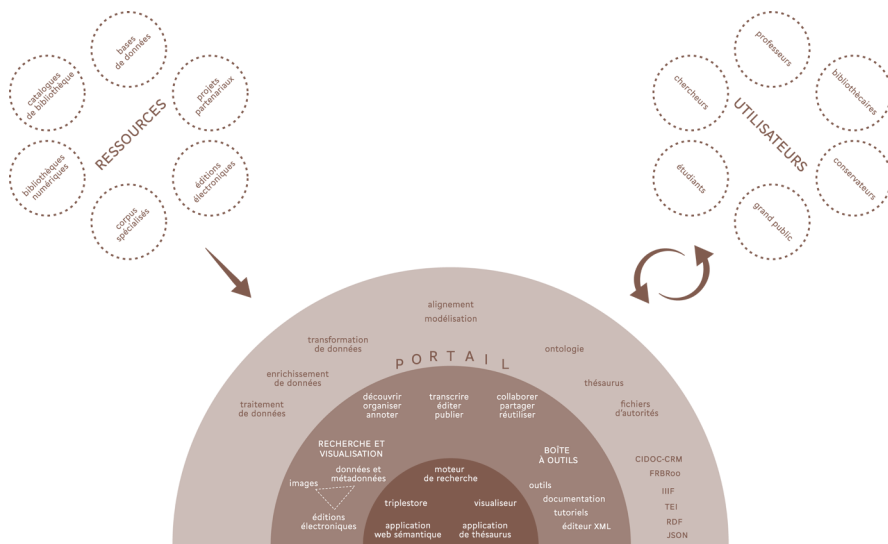 bases
de données
catalogues
de bibliothèque
projets
partenariaux
RESSOURCES
bibliothèques
numériques
éditions
électroniques
corpus
spécialisés
professeurs
chercheurs
bibliothécaires
UTILISATEURS
étudiants
conservateurs
grand public
alignement
modélisation
transformation
de données
ontologie
PORTAIL
enrichissement
de données
thésaurus
traitement
de données
fichiers
d'autorités
découvrir
organiser
annoter
transcrire
éditer
publier
collaborer
partager
réutiliser
RECHERCHE ET
VISUALISATION
BOÎTE
À OUTILS
images
données et
métadonnées
éditions
électroniques
moteur
de recherche
triplestore
visualiseur
application
web sémantique
application
de thésaurus
outils
documentation
tutoriels
éditeur XML
CIDOC-CRM
FRBRoo
IIIF
TEI
RDF
JSON